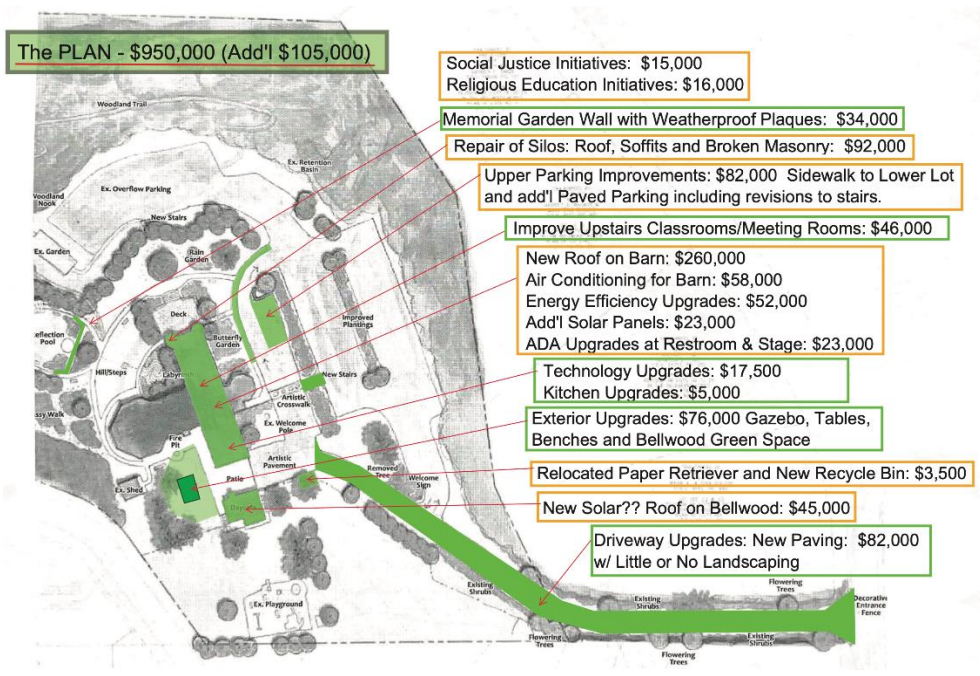 The PLAN - $950,000 (Add'l $105,000)
Social Justice Initiatives: $15,000
Religious Education Initiatives: $16,000
Memorial Garden Wall with Weatherproof Plaques: $34,000
Repair of Silos: Roof, Soffits and Broken Masonry: $92,000
Upper Parking Improvements: $82,000 Sidewalk to Lower Lot
and add'l Paved Parking including revisions to stairs.
Improve Upstairs Classrooms/Meeting Rooms: $46,000
New Roof on Barn: $260,000
Air Conditioning for Barn: $58,000
Energy Efficiency Upgrades: $52,000
Add'l Solar Panels: $23,000
ADA Upgrades at Restroom & Stage: $23,000
Technology Upgrades: $17,500
Kitchen Upgrades: $5,000
Exterior Upgrades: $76,000 Gazebo, Tables,
Benches and Bellwood Green Space
Relocated Paper Retriever and New Recycle Bin: $3,500
New Solar?? Roof on Bellwood: $45,000
Driveway Upgrades: New Paving: $82,000
w/ Little or No Landscaping
Woodland Trail
Ex. Retention
Basin
Ex. Overflow Parking
Woodland
Nook
New Stairs
Ex. Garden
Rain
Garden
Deck
Improved
Plantings
eflection
Pool
Butterfly
Garden
Hill/Steps
Labyrinth
New Stairs
Artistic
Crosswalk
ssy Walk
Ex. Welcome
Pole
Fire
Pit
Artistic
Pavement
Removed
Tree
Welcome
Sign
Ex. Shed
Patio
Ex. Playground
Existing
Shrubs
Flowering
Trees
Existing
Shrubs
Flowering
Trees
Decorative
Entrance
Fence
Existing
Shrubs
Flowering
Trees